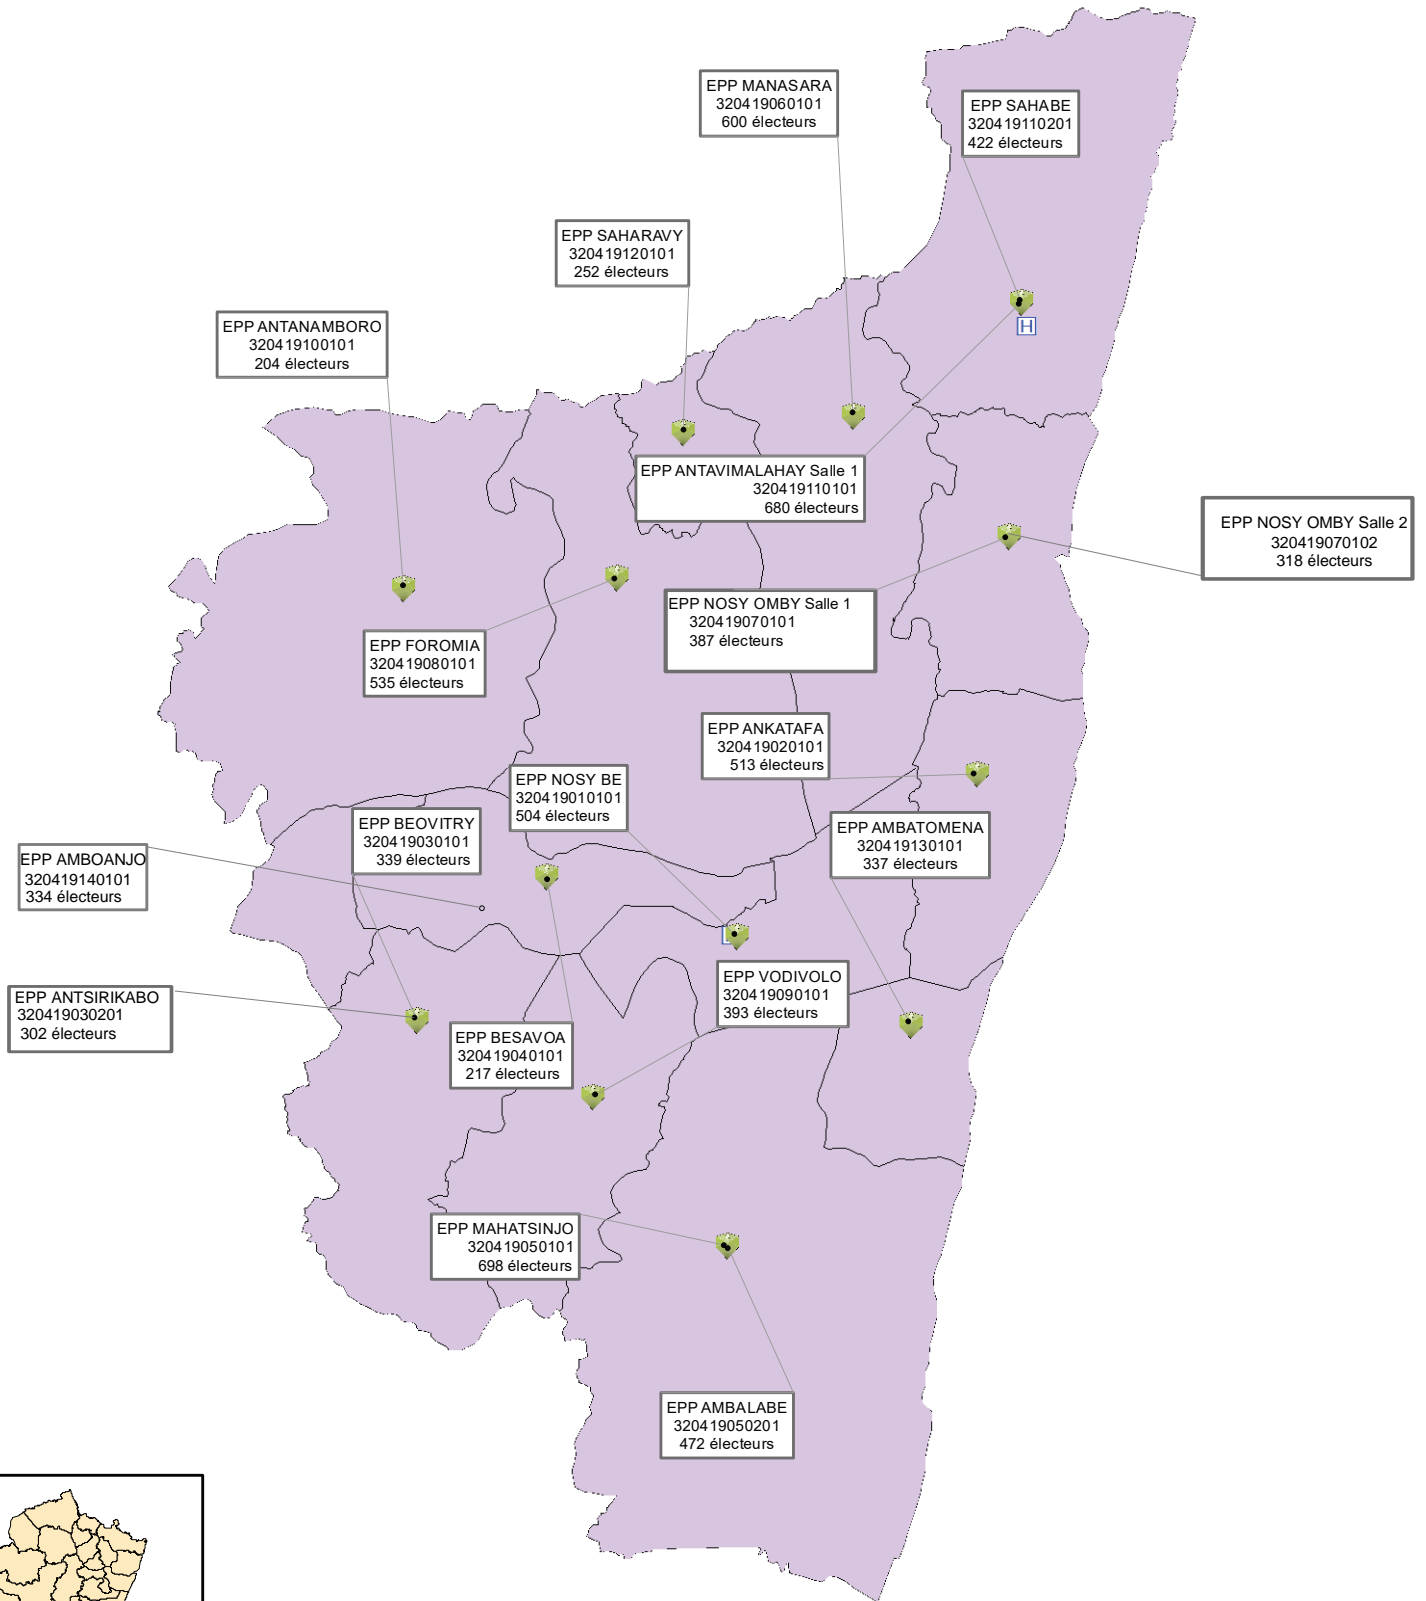 EPP MANASARA
320419060101
600 électeurs
EPP SAHABE
320419110201
422 électeurs
EPP SAHARAVY
320419120101
252 électeurs
EPP ANTANAMBORO
320419100101
204 électeurs
H
EPP ANTAVIMALAHAY Salle 1
320419110101
680 électeurs
EPP NOSY OMBY Salle 2
320419070102
318 électeurs
EPP NOSY OMBY Salle 1
320419070101
387 électeurs
EPP FOROMIA
320419080101
535 électeurs
EPP ANKATAFA
320419020101
513 électeurs
EPP NOSY BE
320419010101
504 électeurs
EPP BEOVITRY
320419030101
339 électeurs
EPP AMBATOMENA
320419130101
337 électeurs
EPP AMBOANJO
320419140101
334 électeurs
EPP VODIVOLO
320419090101
393 électeurs
EPP ANTSIRIKABO
320419030201
302 électeurs
EPP BESAVOA
320419040101
217 électeurs
EPP MAHATSINJO
320419050101
698 électeurs
EPP AMBALABE
320419050201
472 électeurs